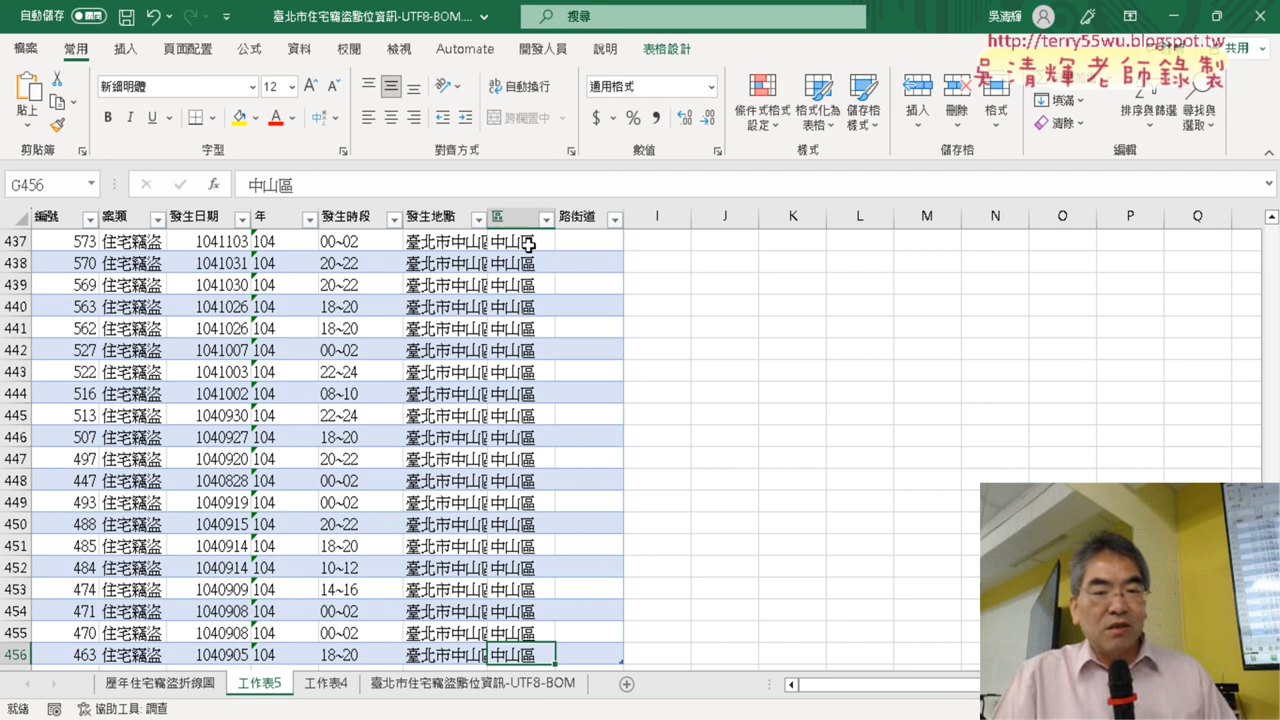 自動儲存 關閉 臺北市住宅竊盜點位資訊-UTF8-BOM.... 搜尋 吳清輝
http://terry55wu.blogspot.tw
吳清輝老師錄製
檔案 常用 插入 頁面配置 公式 資料 校閱 檢視 Automate 開發人員 說明 表格設計 共用
貼上 新細明體 12 自動換行 通用格式 條件式格式設定 格式化為表格 儲存格樣式 插入 刪除 格式 填滿 清除 排序與篩選 尋找與選取
B I U 中 跨欄置中 $ % 9
剪貼簿 字型 對齊方式 數值 樣式 儲存格 編輯
G456 fx 中山區
編號 案類 發生日期 年 發生時段 發生地點 區 路街道 I J K L M N O P Q
437 573 住宅竊盜 1041103 104 00~02 臺北市中山區 中山區
438 570 住宅竊盜 1041031 104 20~22 臺北市中山區 中山區
439 569 住宅竊盜 1041030 104 20~22 臺北市中山區 中山區
440 563 住宅竊盜 1041026 104 18~20 臺北市中山區 中山區
441 562 住宅竊盜 1041026 104 18~20 臺北市中山區 中山區
442 527 住宅竊盜 1041007 104 00~02 臺北市中山區 中山區
443 522 住宅竊盜 1041003 104 22~24 臺北市中山區 中山區
444 516 住宅竊盜 1041002 104 08~10 臺北市中山區 中山區
445 513 住宅竊盜 1040930 104 22~24 臺北市中山區 中山區
446 507 住宅竊盜 1040927 104 18~20 臺北市中山區 中山區
447 497 住宅竊盜 1040920 104 20~22 臺北市中山區 中山區
448 447 住宅竊盜 1040828 104 00~02 臺北市中山區 中山區
449 493 住宅竊盜 1040919 104 00~02 臺北市中山區 中山區
450 488 住宅竊盜 1040915 104 20~22 臺北市中山區 中山區
451 485 住宅竊盜 1040914 104 18~20 臺北市中山區 中山區
452 484 住宅竊盜 1040914 104 10~12 臺北市中山區 中山區
453 474 住宅竊盜 1040909 104 14~16 臺北市中山區 中山區
454 471 住宅竊盜 1040908 104 00~02 臺北市中山區 中山區
455 470 住宅竊盜 1040908 104 00~02 臺北市中山區 中山區
456 463 住宅竊盜 1040905 104 18~20 臺北市中山區 中山區
歷年住宅竊盜折線圖 工作表5 工作表4 臺北市住宅竊盜點位資訊-UTF8-BOM
就緒 協助工具: 調查